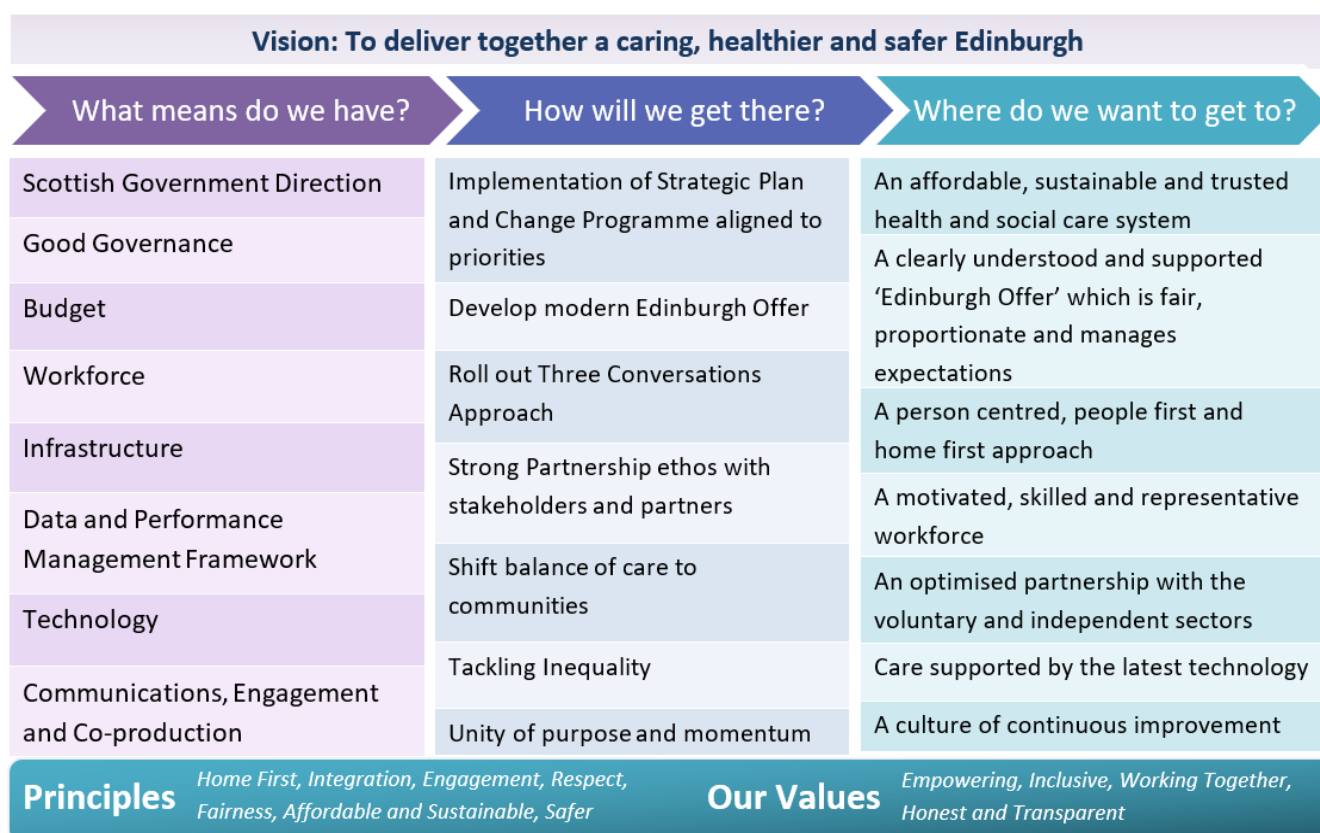 Vision: To deliver together a caring, healthier and safer Edinburgh
What means do we have?
How will we get there?
Where do we want to get to?
Scottish Government Direction
Good Governance
Budget
Workforce
Infrastructure
Data and Performance
Management Framework
Technology
Communications, Engagement
and Co-production
Implementation of Strategic Plan
and Change Programme aligned to
priorities
Develop modern Edinburgh Offer
Roll out Three Conversations
Approach
Strong Partnership ethos with
stakeholders and partners
Shift balance of care to
communities
Tackling Inequality
Unity of purpose and momentum
An affordable, sustainable and trusted
health and social care system
A clearly understood and supported
‘Edinburgh Offer’ which is fair,
proportionate and manages
expectations
A person centred, people first and
home first approach
A motivated, skilled and representative
workforce
An optimised partnership with the
voluntary and independent sectors
Care supported by the latest technology
A culture of continuous improvement
Principles
Home First, Integration, Engagement, Respect,
Fairness, Affordable and Sustainable, Safer
Our Values
Empowering, Inclusive, Working Together,
Honest and Transparent